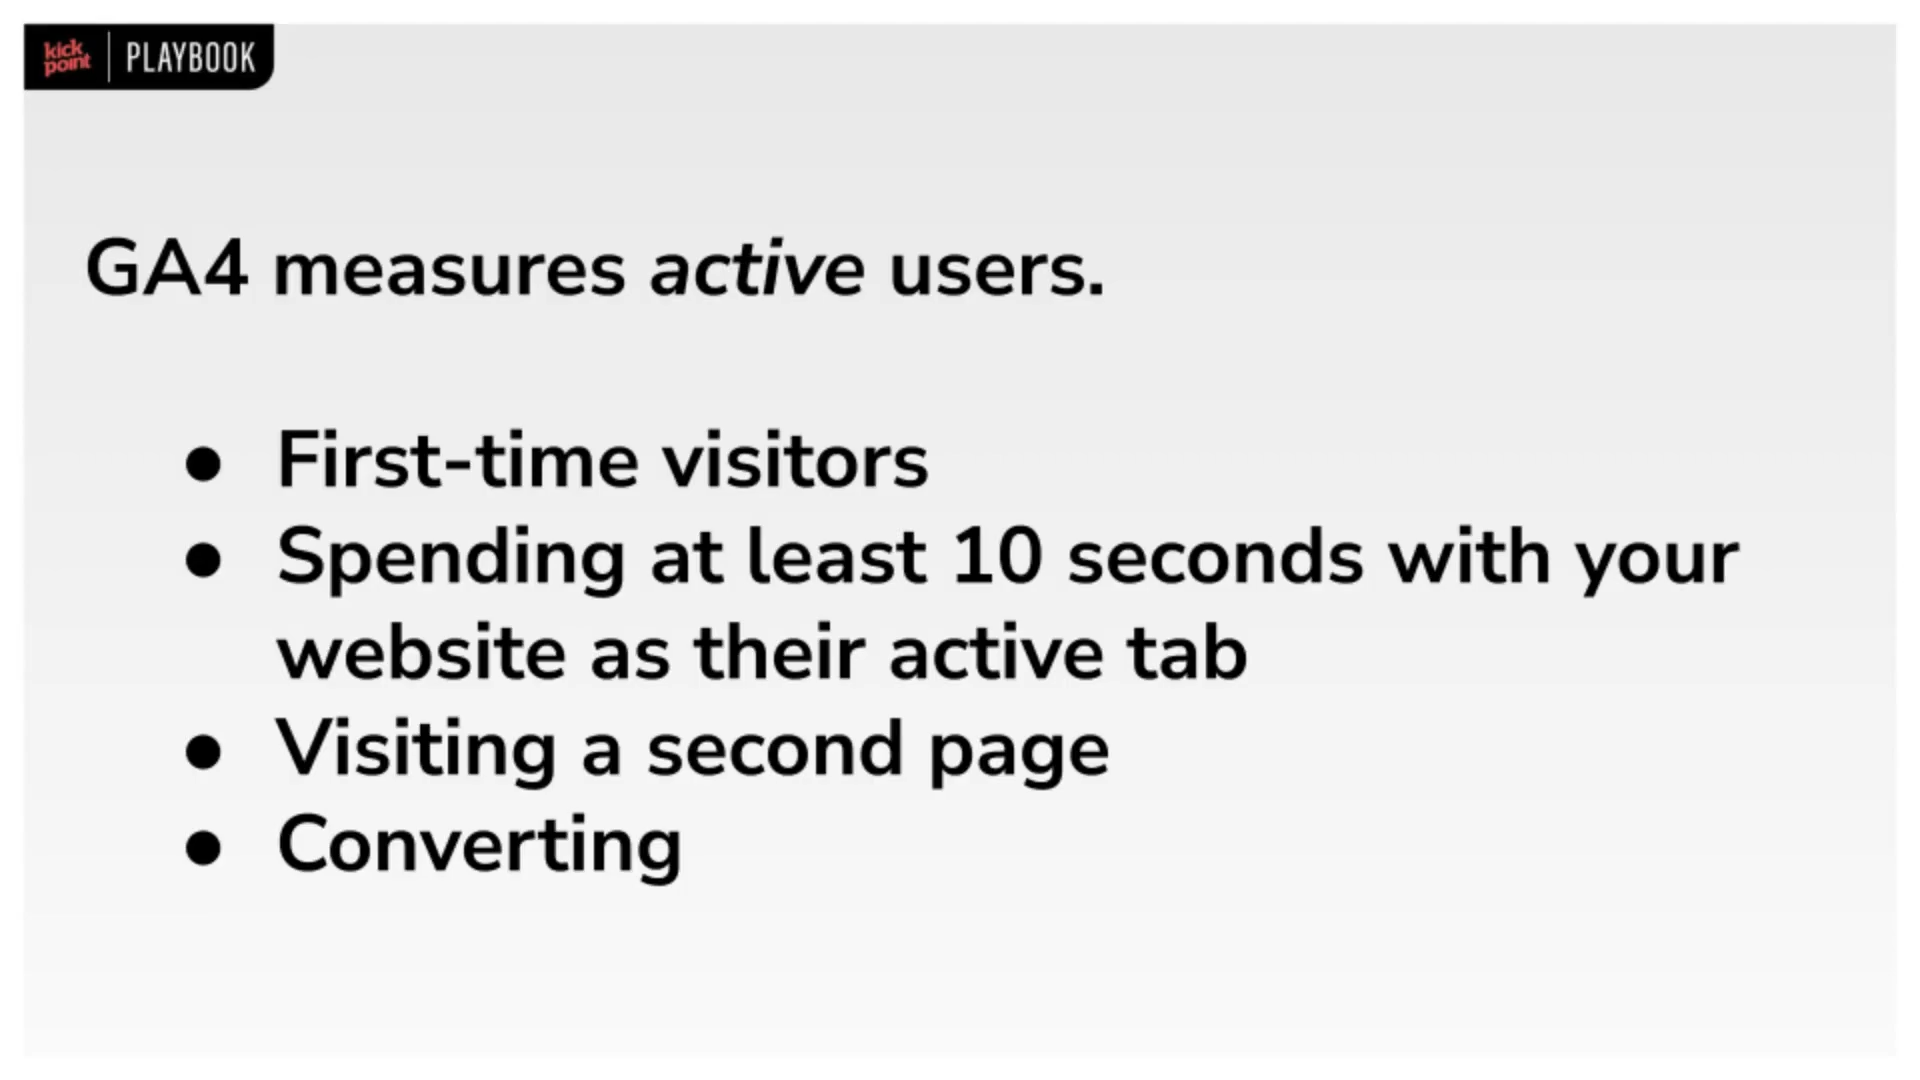 kick
point
PLAYBOOK
GA4 measures active users.
● First-time visitors
● Spending at least 10 seconds with your
website as their active tab
● Visiting a second page
● Converting